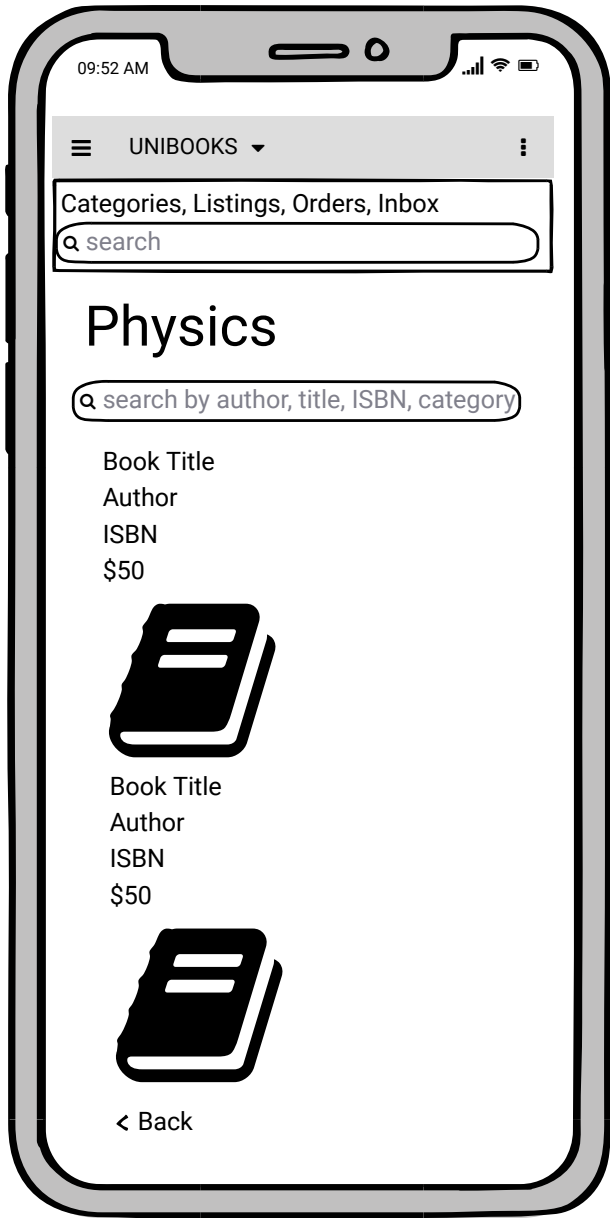 09:52 AM
UNIBOOKS
Categories, Listings, Orders, Inbox
search
Physics
search by author, title, ISBN, category
Book Title
Author
ISBN
$50
Book Title
Author
ISBN
$50
Back